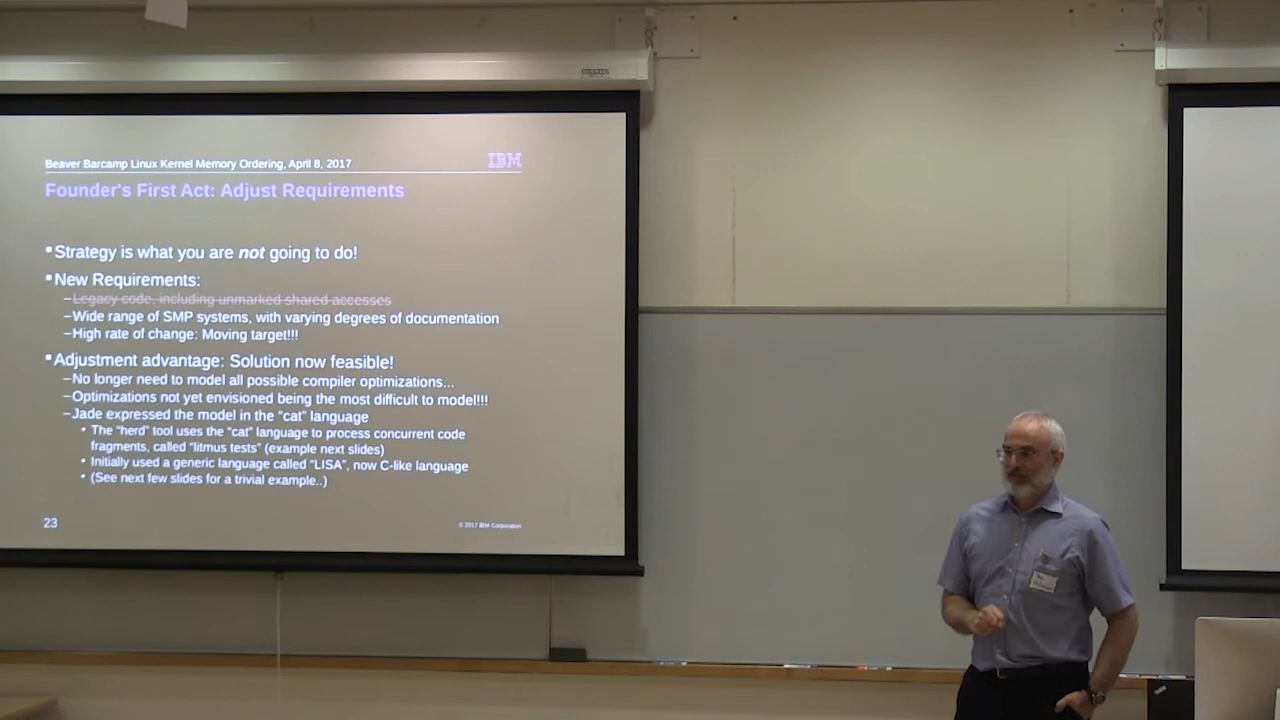 Beaver Barcamp Linux Kernel Memory Ordering, April 8, 2017
IBM
Founder's First Act: Adjust Requirements
Strategy is what you are not going to do!
New Requirements:
–Legacy code, including unmarked shared accesses
–Wide range of SMP systems, with varying degrees of documentation
–High rate of change: Moving target!!!
Adjustment advantage: Solution now feasible!
–No longer need to model all possible compiler optimizations...
–Optimizations not yet envisioned being the most difficult to model!!!
–Jade expressed the model in the "cat" language
• The "herd" tool uses the "cat" language to process concurrent code
fragments, called "litmus tests" (example next slides)
• Initially used a generic language called "LISA", now C-like language
• (See next few slides for a trivial example..)
23
© 2017 IBM Corporation